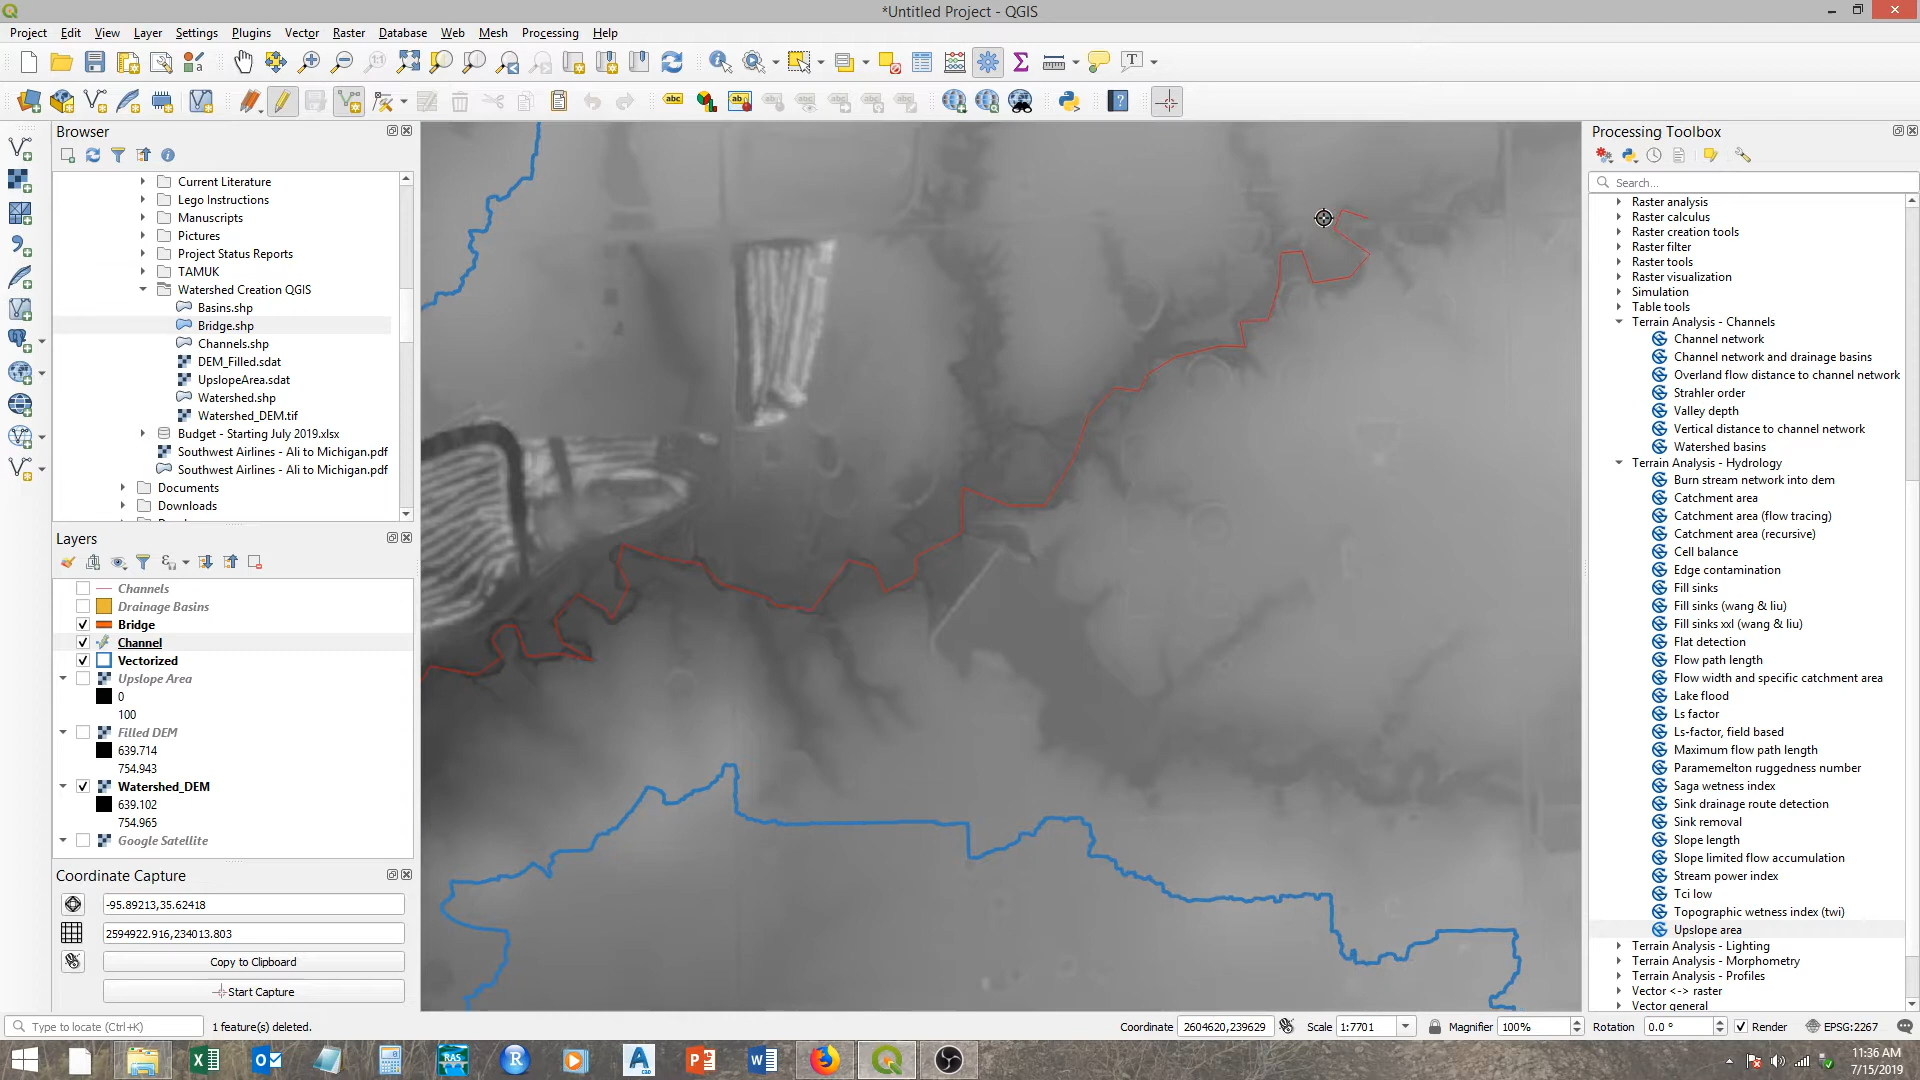 *Untitled Project - QGIS
Project Edit View Layer Settings Plugins Vector Raster Database Web Mesh Processing Help
Browser
Current Literature
Lego Instructions
Manuscripts
Pictures
Project Status Reports
TAMUK
Watershed Creation QGIS
Basins.shp
Bridge.shp
Channels.shp
DEM_Filled.sdat
UpslopeArea.sdat
Watershed.shp
Watershed_DEM.tif
Budget - Starting July 2019.xlsx
Southwest Airlines - Ali to Michigan.pdf
Southwest Airlines - Ali to Michigan.pdf
Documents
Downloads
Layers
Channels
Drainage Basins
Bridge
Channel
Vectorized
Upslope Area
0
100
Filled DEM
639.714
754.943
Watershed_DEM
639.102
754.965
Google Satellite
Coordinate Capture
-95.89213,35.62418
2594922.916,234013.803
Copy to Clipboard
Start Capture
Processing Toolbox
Search...
Raster analysis
Raster calculus
Raster creation tools
Raster filter
Raster tools
Raster visualization
Simulation
Table tools
Terrain Analysis - Channels
Channel network
Channel network and drainage basins
Overland flow distance to channel network
Strahler order
Valley depth
Vertical distance to channel network
Watershed basins
Terrain Analysis - Hydrology
Burn stream network into dem
Catchment area
Catchment area (flow tracing)
Catchment area (recursive)
Cell balance
Edge contamination
Fill sinks
Fill sinks (wang & liu)
Fill sinks xxl (wang & liu)
Flat detection
Flow path length
Flow width and specific catchment area
Lake flood
Ls factor
Ls-factor, field based
Maximum flow path length
Paramemelton ruggedness number
Saga wetness index
Sink drainage route detection
Sink removal
Slope length
Slope limited flow accumulation
Stream power index
Tci low
Topographic wetness index (twi)
Upslope area
Terrain Analysis - Lighting
Terrain Analysis - Morphometry
Terrain Analysis - Profiles
Vector <-> raster
Vector general
Type to locate (Ctrl+K) 1 feature(s) deleted. Coordinate 2604620,239629 Scale 1:7701 Magnifier 100% Rotation 0.0 ° Render EPSG:2267
11:36 AM
7/15/2019